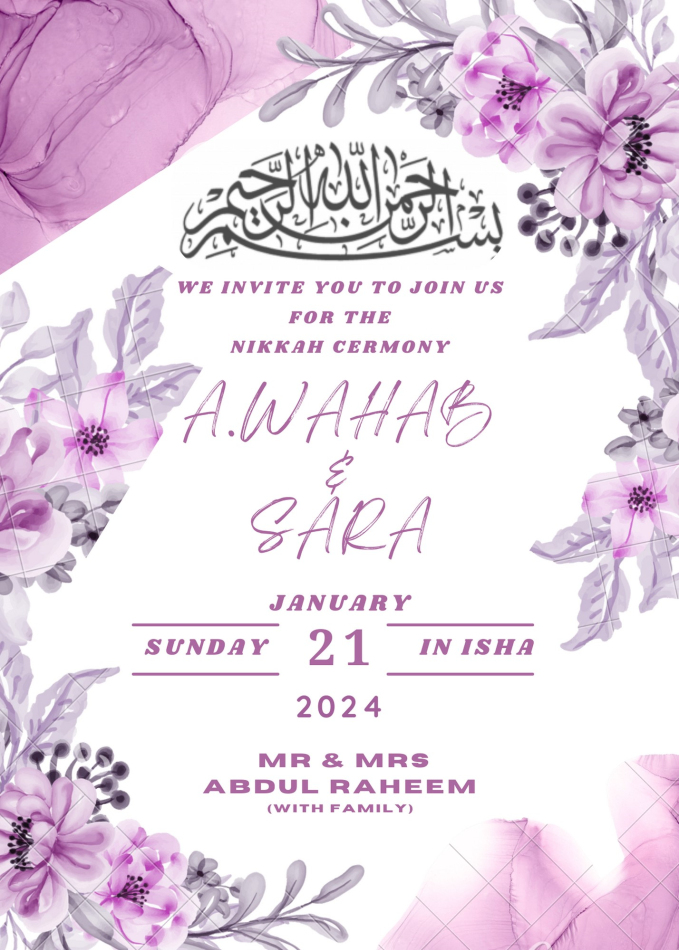 بسم الله الرحمن الرحيم
WE INVITE YOU TO JOIN US
FOR THE
NIKKAH CERMONY
A.WAHAB
&
SARA
JANUARY
SUNDAY 21 IN ISHA
2024
MR & MRS
ABDUL RAHEEM
(WITH FAMILY)